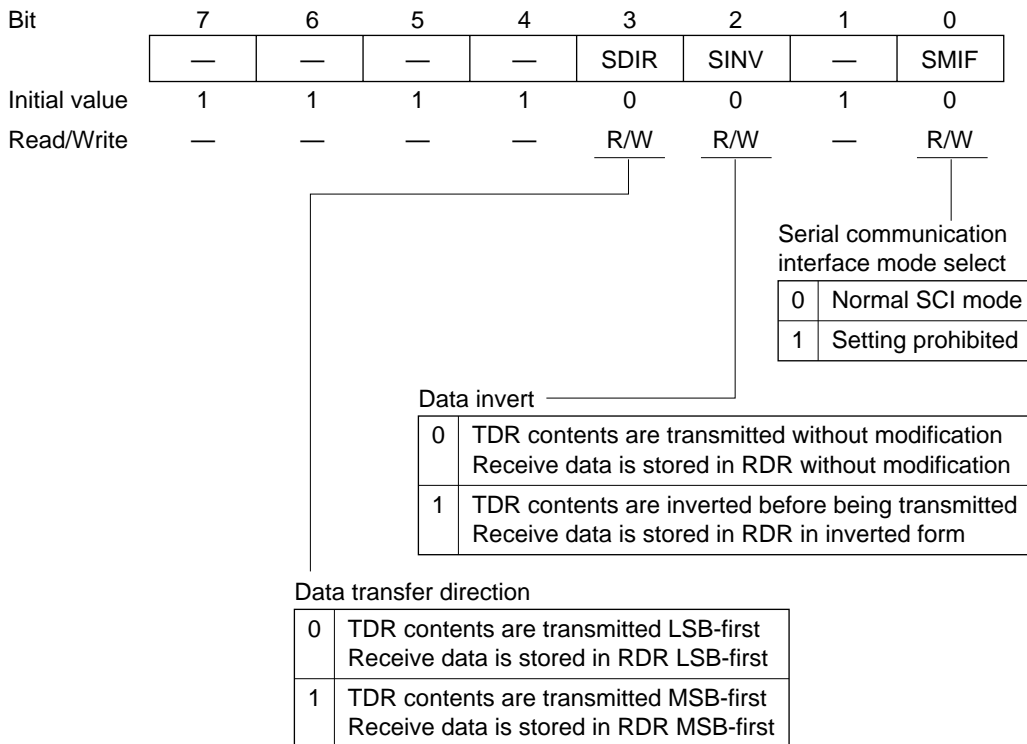 Bit 7 6 5 4 3 2 1 0
— — — — SDIR SINV — SMIF
Initial value 1 1 1 1 0 0 1 0
Read/Write — — — — R/W R/W — R/W
Serial communication
interface mode select
0 Normal SCI mode
1 Setting prohibited
Data invert
0 TDR contents are transmitted without modification
Receive data is stored in RDR without modification
1 TDR contents are inverted before being transmitted
Receive data is stored in RDR in inverted form
Data transfer direction
0 TDR contents are transmitted LSB-first
Receive data is stored in RDR LSB-first
1 TDR contents are transmitted MSB-first
Receive data is stored in RDR MSB-first